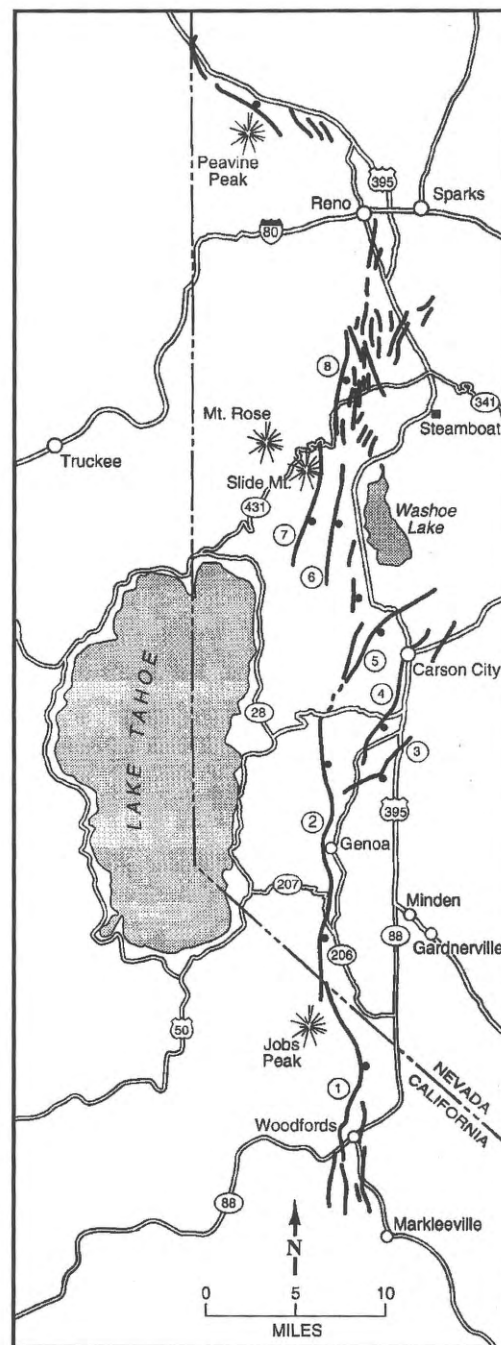 Peavine
Peak
395
Sparks
Reno
80
8
341
Mt. Rose
Steamboat
Truckee
Slide Mt.
431
Washoe
Lake
7
6
5
Carson City
4
28
3
LAKE TAHOE
395
2
Genoa
207
Minden
88
Gardnerville
206
50
Jobs
Peak
NEVADA
CALIFORNIA
1
Woodfords
88
N
Markleeville
0 5 10
MILES